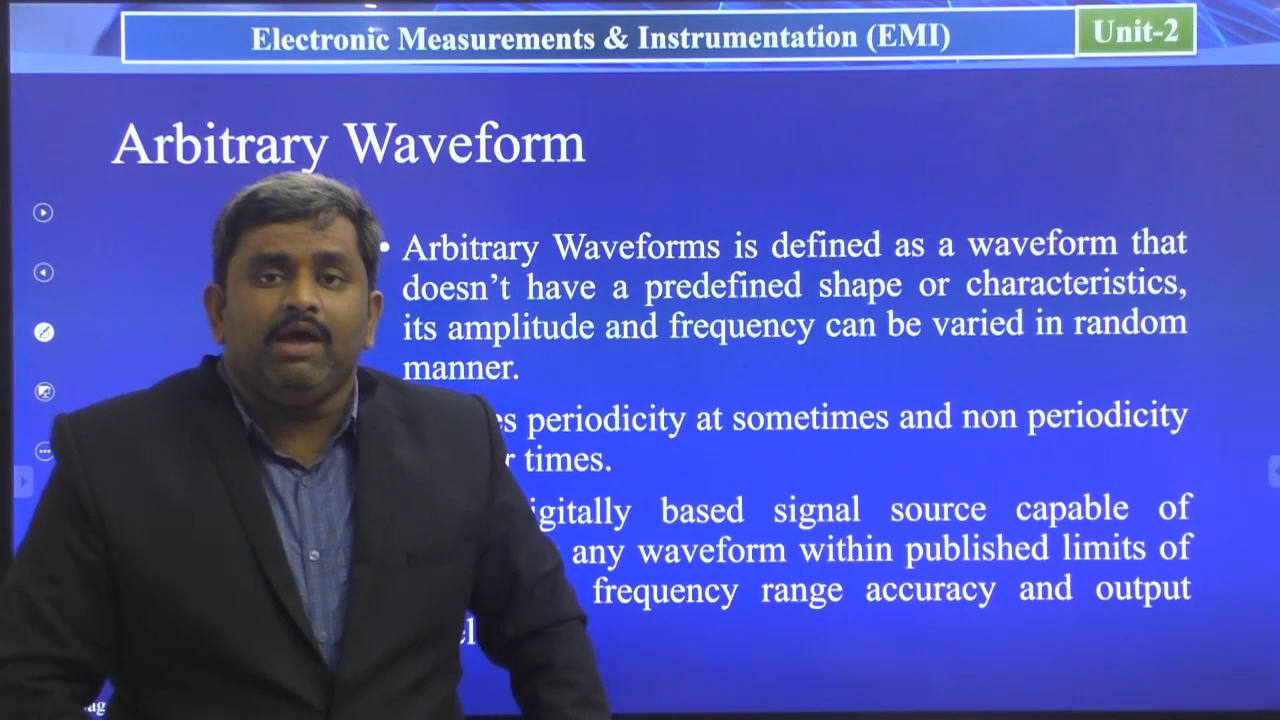 Electronic Measurements & Instrumentation (EMI)
Unit-2
Arbitrary Waveform
• Arbitrary Waveforms is defined as a waveform that
doesn't have a predefined shape or characteristics,
its amplitude and frequency can be varied in random
manner.
periodicity at sometimes and non periodicity
times.
based signal source capable of
any waveform within published limits of
frequency range accuracy and output